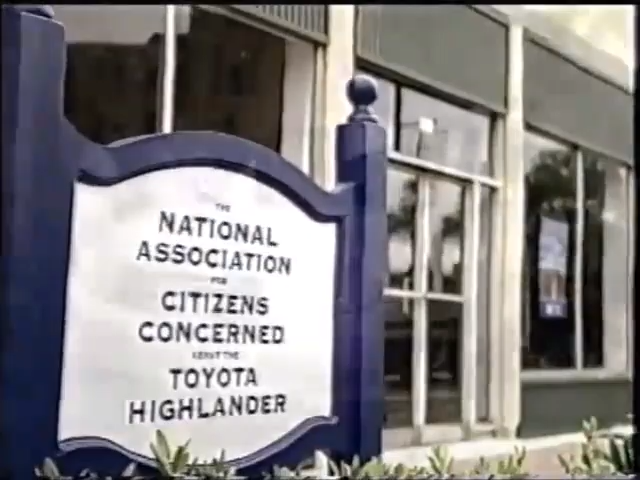 THE
NATIONAL
ASSOCIATION
FOR
CITIZENS
CONCERNED
ABOUT THE
TOYOTA
HIGHLANDER